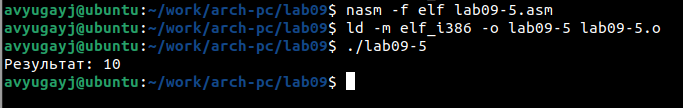 avyugayj@ubuntu:~/work/arch-pc/lab09$ nasm -f elf lab09-5.asm
avyugayj@ubuntu:~/work/arch-pc/lab09$ ld -m elf_i386 -o lab09-5 lab09-5.o
avyugayj@ubuntu:~/work/arch-pc/lab09$ ./lab09-5
Результат: 10
avyugayj@ubuntu:~/work/arch-pc/lab09$